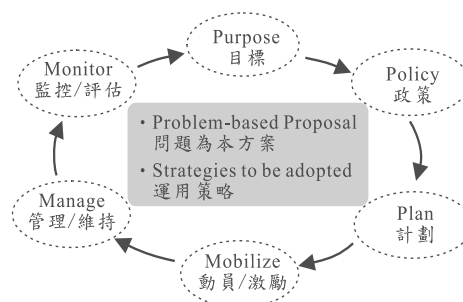 Purpose
目標
Policy
政策
Plan
計劃
Mobilize
動員/激勵
Manage
管理/維持
Monitor
監控/評估
· Problem-based Proposal
問題為本方案
· Strategies to be adopted
運用策略